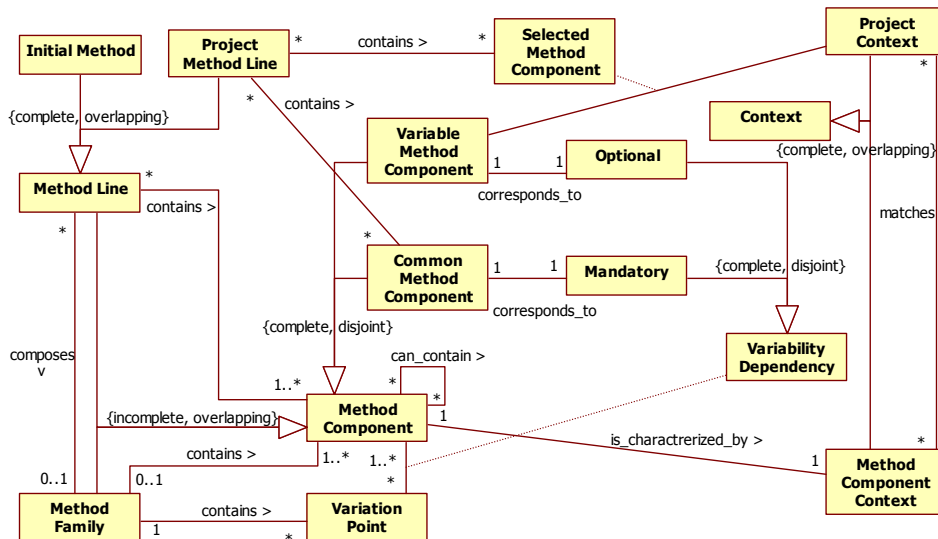 Initial Method
Project
Method Line
*
contains >
*
Selected
Method
Component
Project
Context
*
*
contains >
{complete, overlapping}
Variable
Method
Component
1
1
Optional
corresponds_to
Context
{complete, overlapping}
Method Line
*
contains >
*
matches
*
Common
Method
Component
1
1
Mandatory
corresponds_to
{complete, disjoint}
{complete, disjoint}
Variability
Dependency
composes
v
can_contain >
*
*
1..*
Method
Component
1
{incomplete, overlapping}
is_charactrerized_by >
contains >
1..*
1..*
1
*
0..1
0..1
*
Method
Component
Context
Method
Family
contains >
1
*
Variation
Point